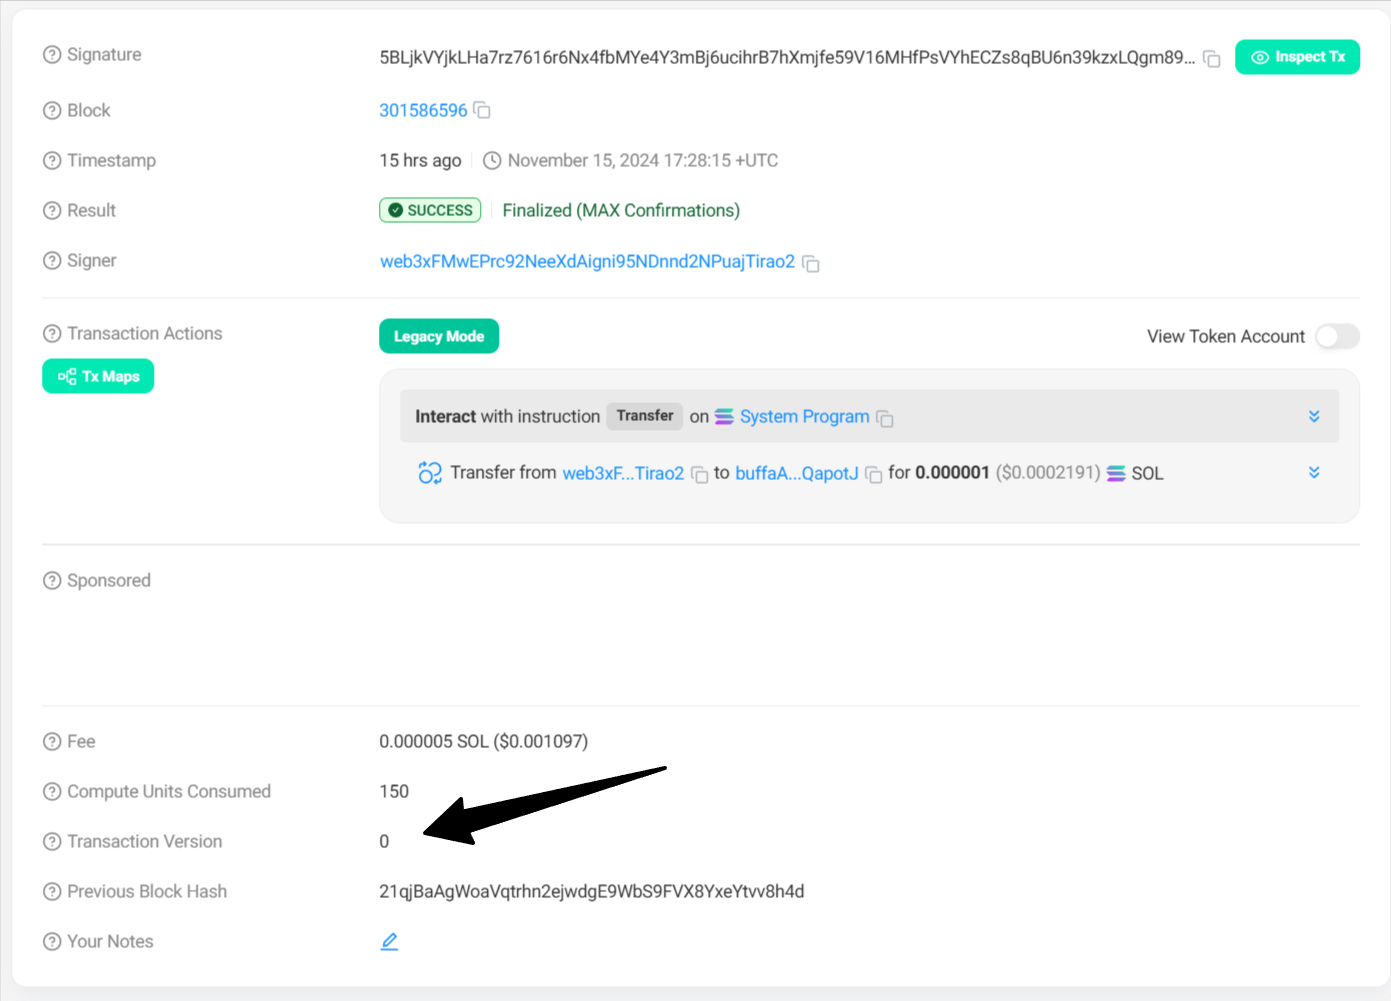 Signature 5BLjkVYjkLHa7rz7616r6Nx4fbMYe4Y3mBj6ucihrB7hXmjfe59V16MHfPsVYhECZs8qBU6n39kzxLQgm89... Inspect Tx
Block 301586596
Timestamp 15 hrs ago November 15, 2024 17:28:15 +UTC
Result SUCCESS Finalized (MAX Confirmations)
Signer web3xFMwEPrc92NeeXdAigni95NDnnd2NPuajTirao2
Transaction Actions Legacy Mode View Token Account
Tx Maps
Interact with instruction Transfer on System Program
Transfer from web3xF...Tirao2 to buffaA...QapotJ for 0.000001 ($0.0002191) SOL
Sponsored
Fee 0.000005 SOL ($0.001097)
Compute Units Consumed 150
Transaction Version 0
Previous Block Hash 21qjBaAgWoaVqtrhn2ejwdgE9WbS9FVX8YxeYtvv8h4d
Your Notes